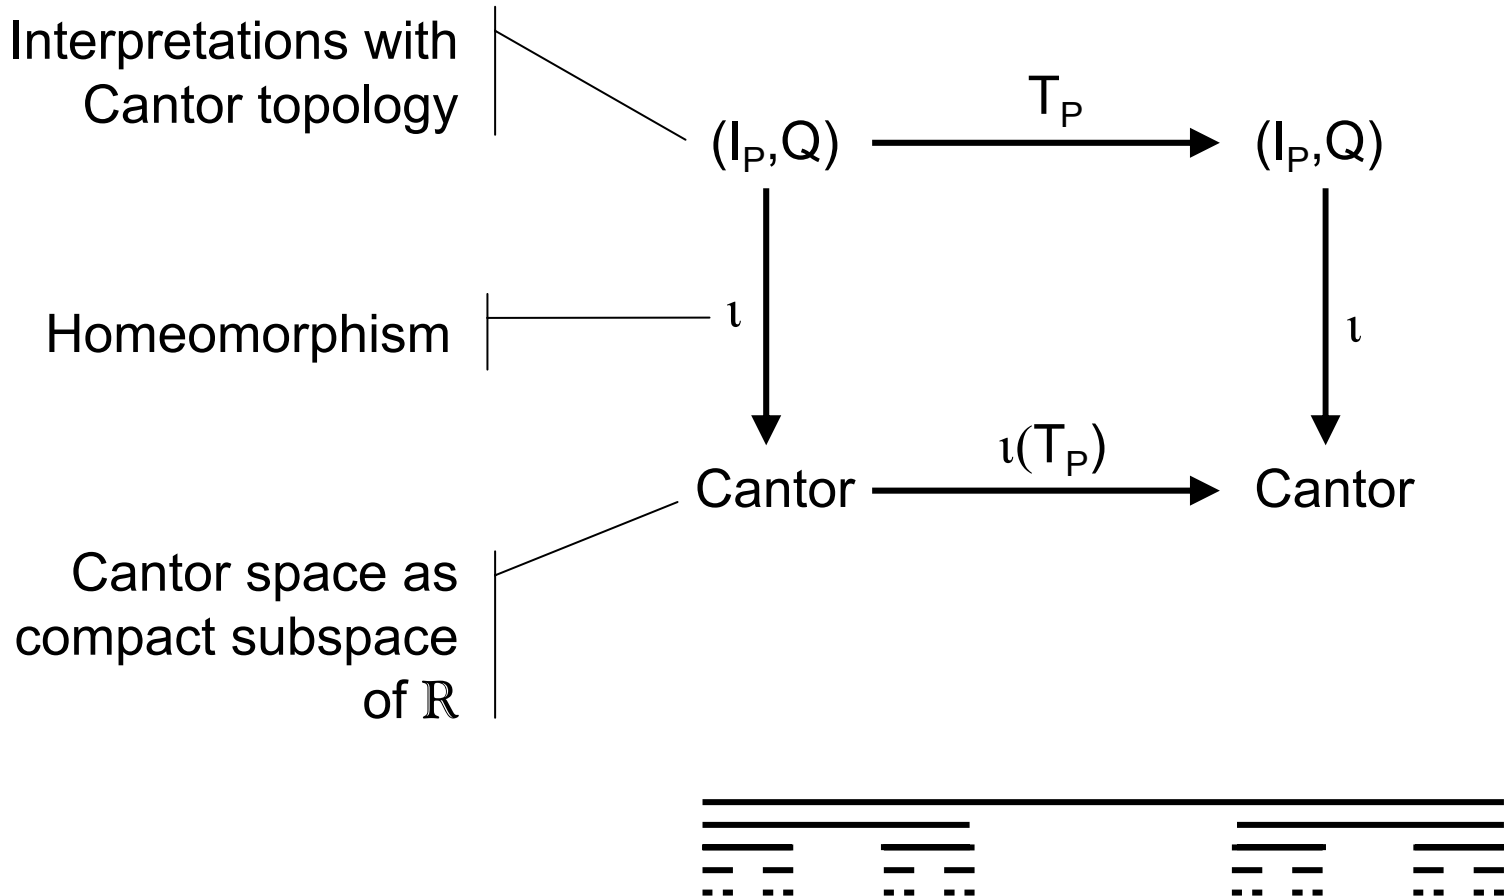 Interpretations with
Cantor topology
T_P
(I_P,Q)
(I_P,Q)
Homeomorphism
ι
ι
ι(T_P)
Cantor
Cantor
Cantor space as
compact subspace
of ℝ